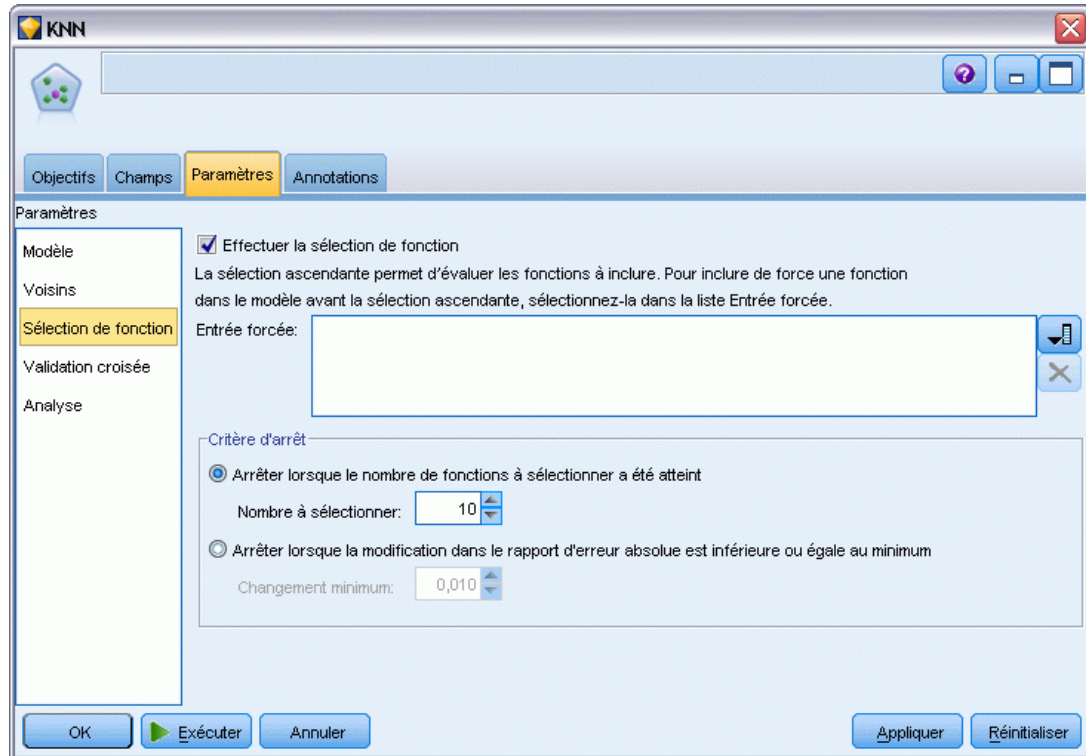 KNN
?
Objectifs
Champs
Paramètres
Annotations
Paramètres
Modèle
Voisins
Sélection de fonction
Validation croisée
Analyse
Effectuer la sélection de fonction
La sélection ascendante permet d'évaluer les fonctions à inclure. Pour inclure de force une fonction
dans le modèle avant la sélection ascendante, sélectionnez-la dans la liste Entrée forcée.
Entrée forcée:
Critère d'arrêt
Arrêter lorsque le nombre de fonctions à sélectionner a été atteint
Nombre à sélectionner: 10
Arrêter lorsque la modification dans le rapport d'erreur absolue est inférieure ou égale au minimum
Changement minimum: 0,010
OK
Exécuter
Annuler
Appliquer
Réinitialiser